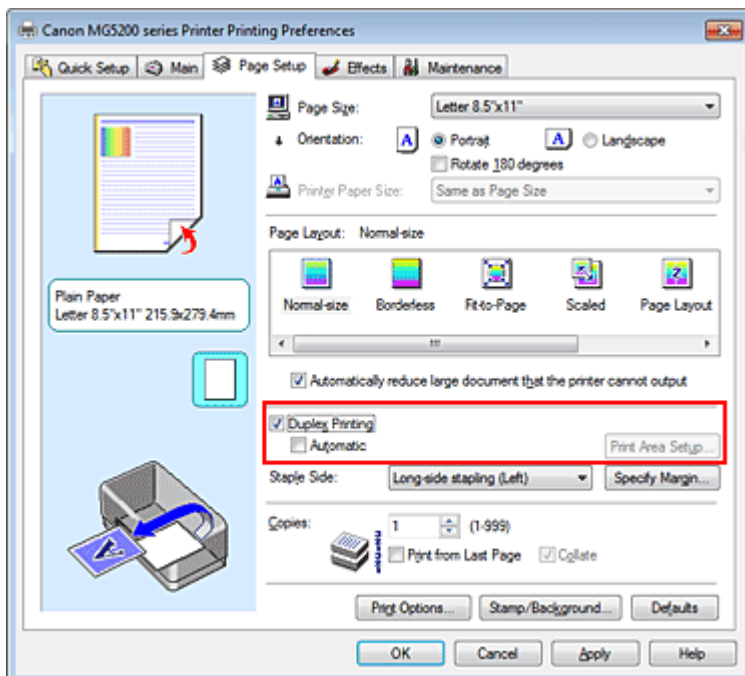 Canon MG5200 series Printer Printing Preferences
Quick Setup Main Page Setup Effects Maintenance
Page Size: Letter 8.5"x11"
Orientation: A Portrait A Landscape
Rotate 180 degrees
Printer Paper Size: Same as Page Size
Page Layout: Normal-size
Normal-size Borderless Fit-to-Page Scaled Page Layout
Plain Paper
Letter 8.5"x11" 215.9x279.4mm
Automatically reduce large document that the printer cannot output
Duplex Printing
Automatic Print Area Setup...
Staple Side: Long-side stapling (Left) Specify Margin...
Copies: 1 (1-999)
Print from Last Page Collate
Print Options... Stamp/Background... Defaults
OK Cancel Apply Help